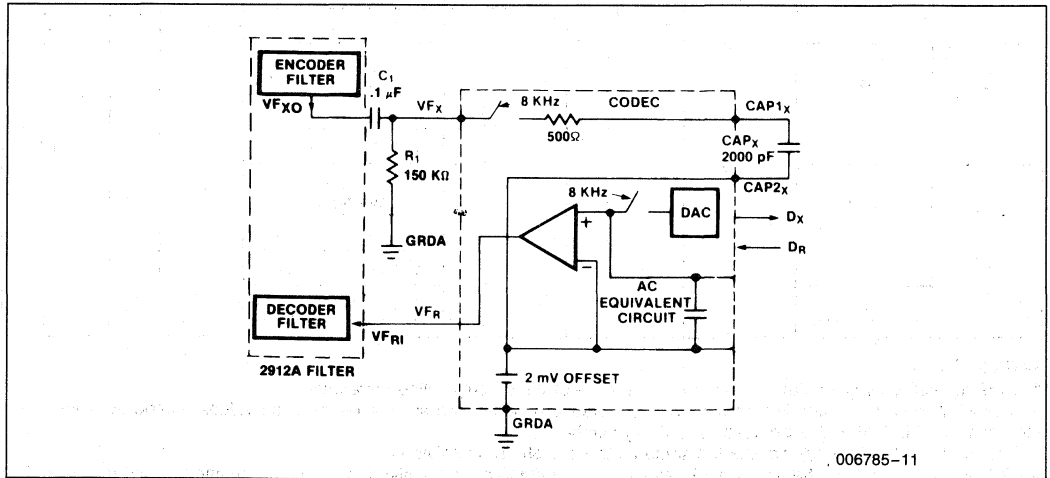 ENCODER
FILTER
VFXO
C1
.1 µF
VFX
8 KHz
CODEC
CAP1X
500Ω
CAPX
2000 pF
R1
150 KΩ
CAP2X
8 KHz
DAC
DX
+
GRDA
DR
−
AC
EQUIVALENT
CIRCUIT
DECODER
FILTER
VFR
VFRI
2912A FILTER
2 mV OFFSET
GRDA
006785-11